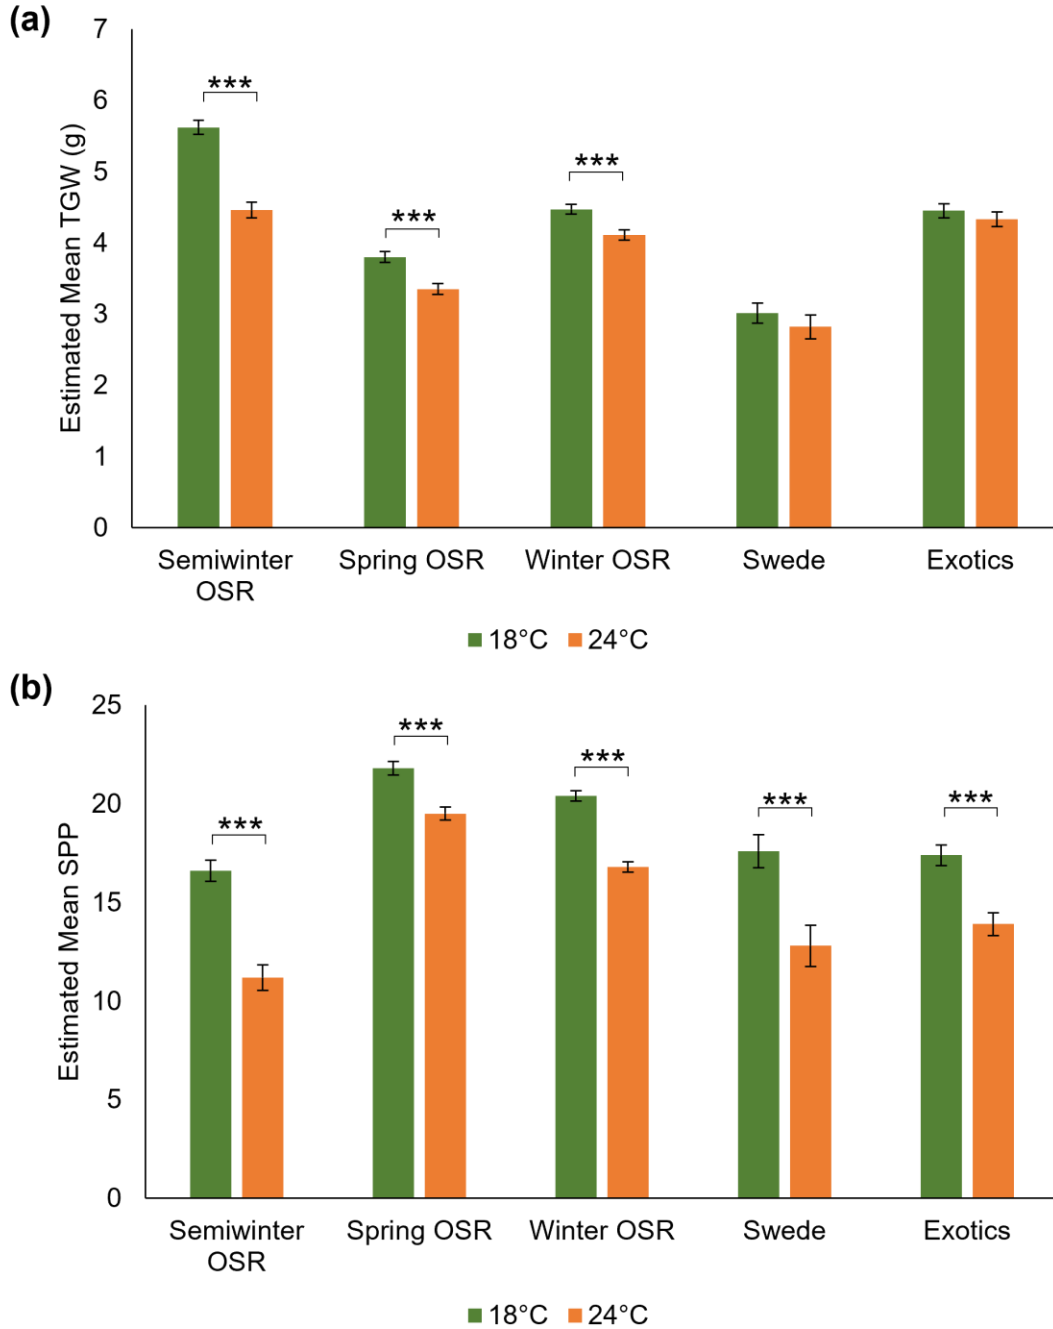 (a)
Estimated Mean TGW (g)
7
6
5
4
3
2
1
0
***
***
***
Semiwinter
OSR
Spring OSR
Winter OSR
Swede
Exotics
18°C 24°C
(b)
Estimated Mean SPP
25
20
15
10
5
0
***
***
***
***
***
Semiwinter
OSR
Spring OSR
Winter OSR
Swede
Exotics
18°C 24°C